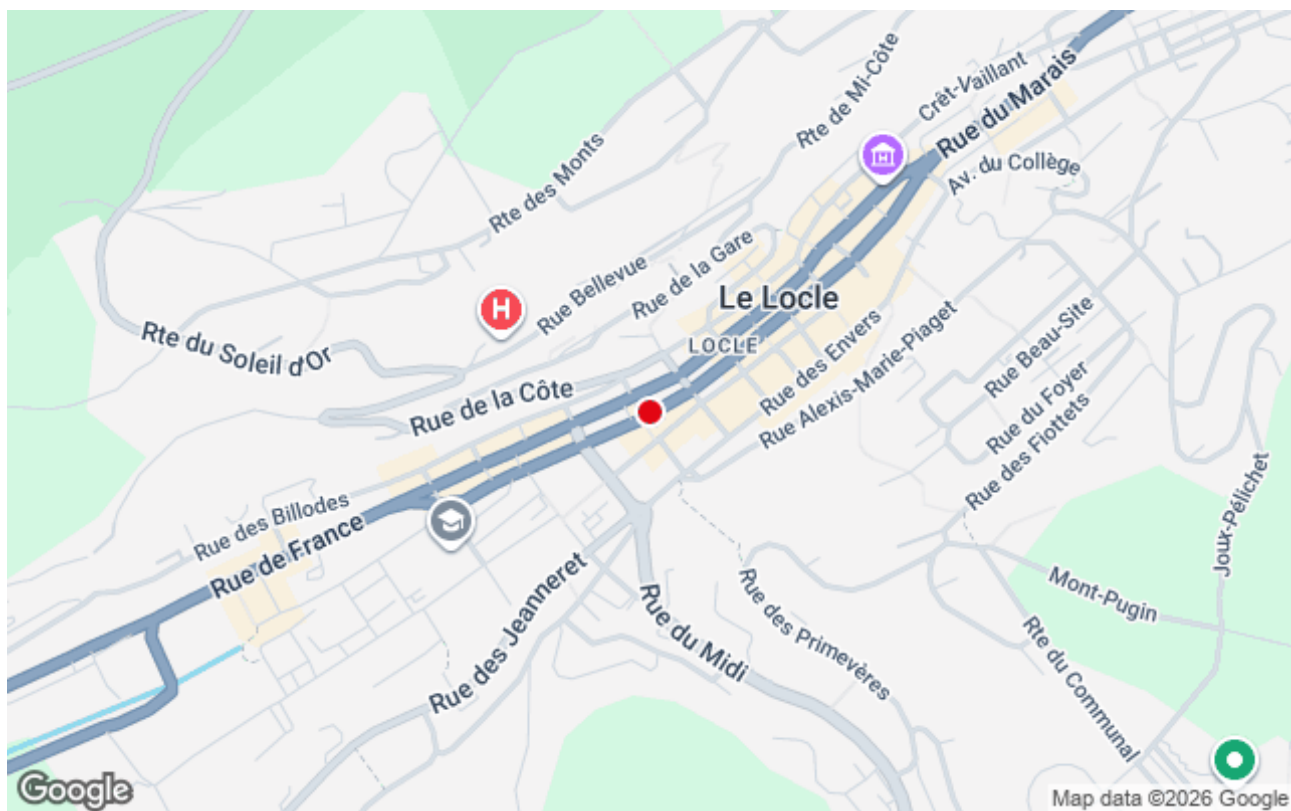 Crêt-Vaillant
Rue du Marais
Rte de Mi-Côte
Av. du Collège
Rte des Monts
Rue de la Gare
Rue Bellevue
H
Le Locle
LOCLE
Rte du Soleil d'Or
Rue de la Côte
Rue des Envers
Rue Alexis-Marie-Piaget
Rue Beau-Site
Rue du Foyer
Rue des Fiottets
Joux-Pélichet
Rue des Billodes
Rue de France
Rue des Jeanneret
Rue du Midi
Rue des Primevères
Mont-Pugin
Rte du Communal
Google
Map data ©2026 Google